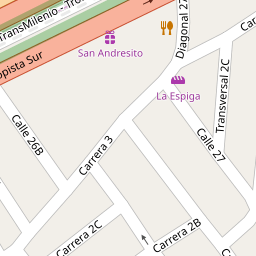 TransMilenio - Tro
opista Sur
San Andresito
Diagonal 27
Ca
La Espiga
Transversal 2C
Calle 26B
Carrera 3
Calle 27
Carrera 2C
Carrera 2B